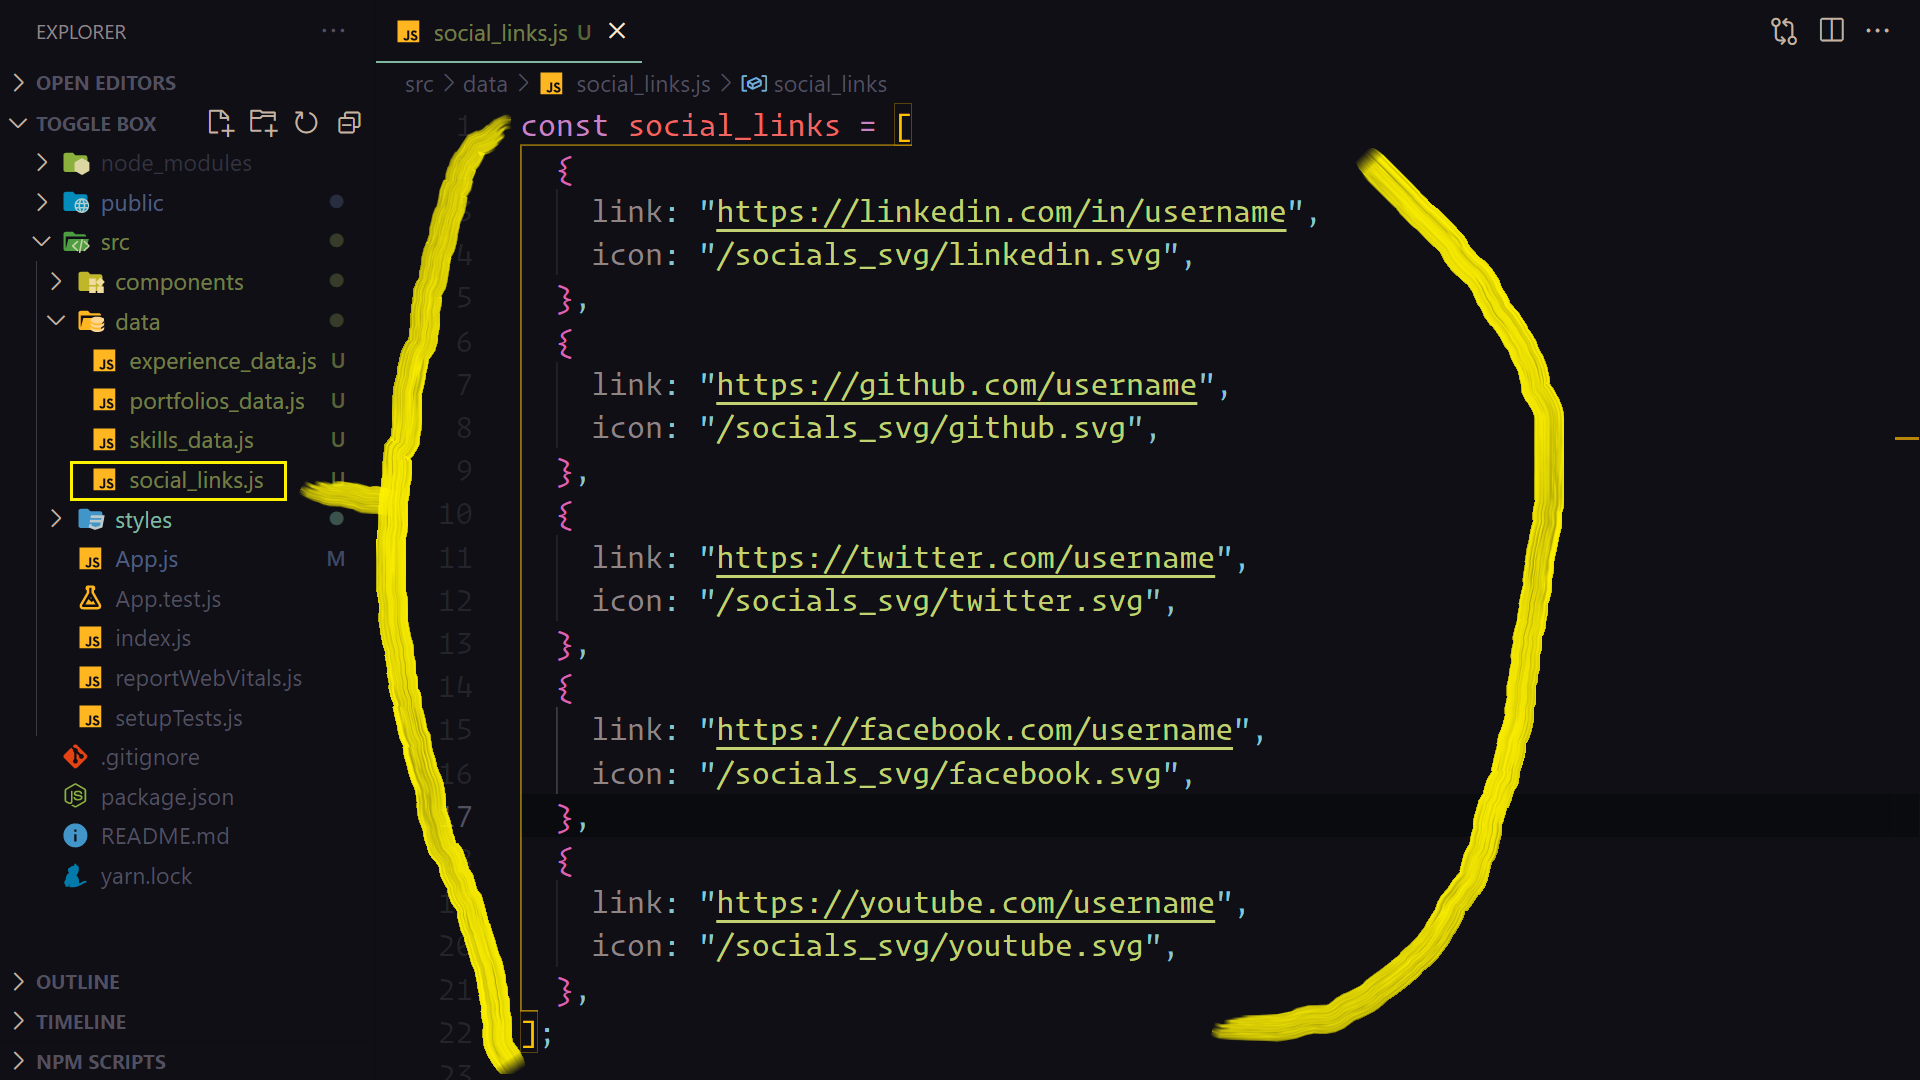 EXPLORER
OPEN EDITORS
TOGGLE BOX
node_modules
public
src
components
data
experience_data.js U
portfolios_data.js U
skills_data.js U
social_links.js U
styles
App.js M
App.test.js
index.js
reportWebVitals.js
setupTests.js
.gitignore
package.json
README.md
yarn.lock
OUTLINE
TIMELINE
NPM SCRIPTS
social_links.js U
src > data > social_links.js > social_links
1 const social_links = [
{
link: "https://linkedin.com/in/username",
4 icon: "/socials_svg/linkedin.svg",
5 },
6 {
7 link: "https://github.com/username",
8 icon: "/socials_svg/github.svg",
9 },
10 {
11 link: "https://twitter.com/username",
12 icon: "/socials_svg/twitter.svg",
13 },
14 {
15 link: "https://facebook.com/username",
16 icon: "/socials_svg/facebook.svg",
17 },
{
link: "https://youtube.com/username",
20 icon: "/socials_svg/youtube.svg",
21 },
22 ];
23